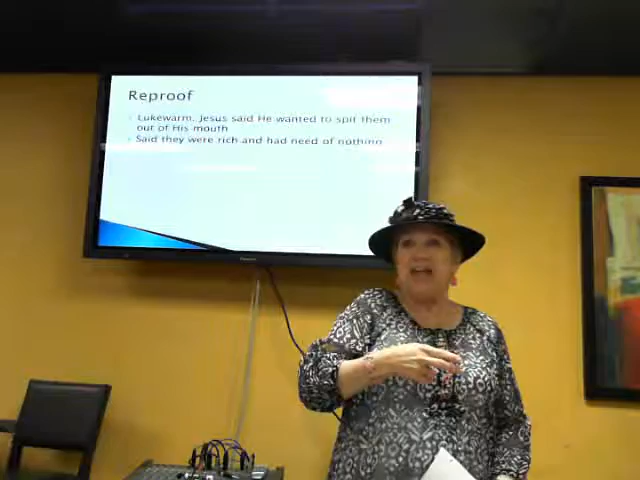 Reproof
Lukewarm. Jesus said He wanted to spit them
out of His mouth
Said they were rich and had need of nothing